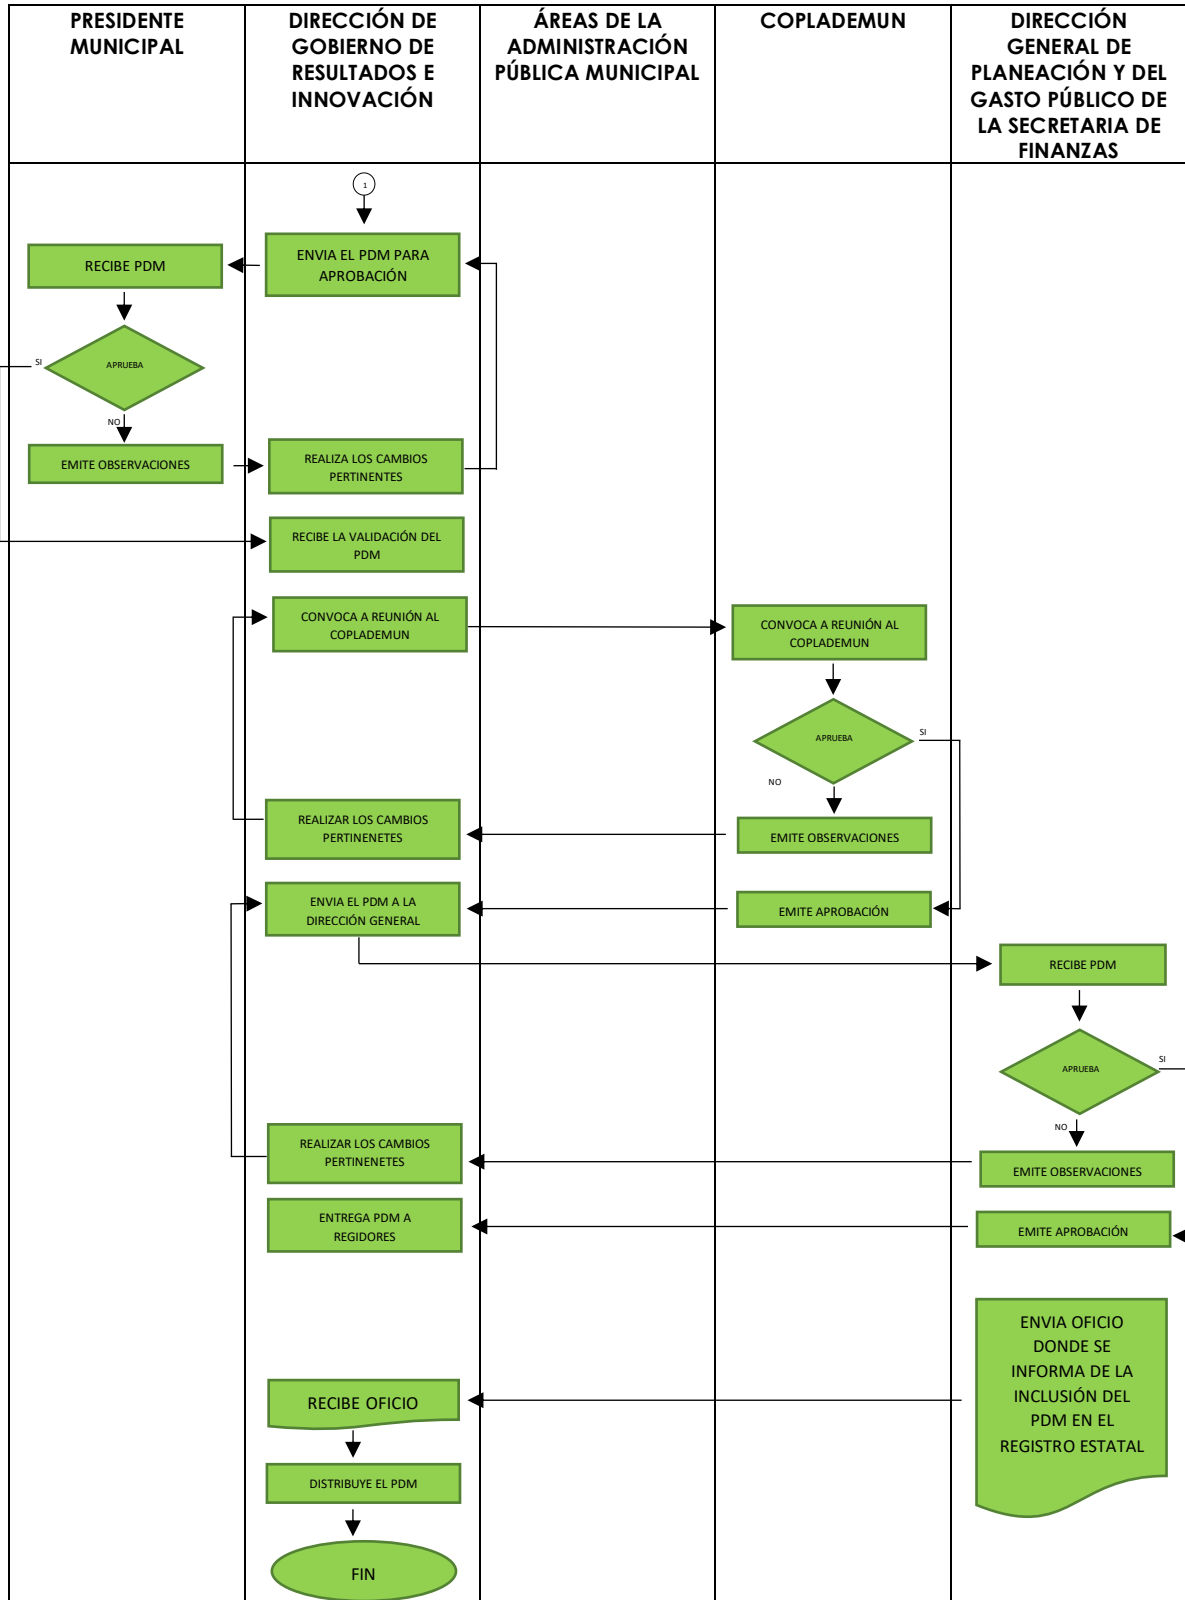 PRESIDENTE
MUNICIPAL
DIRECCIÓN DE
GOBIERNO DE
RESULTADOS E
INNOVACIÓN
ÁREAS DE LA
ADMINISTRACIÓN
PÚBLICA MUNICIPAL
COPLADEMUN
DIRECCIÓN
GENERAL DE
PLANEACIÓN Y DEL
GASTO PÚBLICO DE
LA SECRETARIA DE
FINANZAS
1
ENVIA EL PDM PARA
APROBACIÓN
RECIBE PDM
APRUEBA
SI
NO
EMITE OBSERVACIONES
REALIZA LOS CAMBIOS
PERTINENTES
RECIBE LA VALIDACIÓN DEL
PDM
CONVOCA A REUNIÓN AL
COPLADEMUN
CONVOCA A REUNIÓN AL
COPLADEMUN
APRUEBA
SI
NO
REALIZAR LOS CAMBIOS
PERTINENETES
EMITE OBSERVACIONES
ENVIA EL PDM A LA
DIRECCIÓN GENERAL
EMITE APROBACIÓN
RECIBE PDM
APRUEBA
SI
NO
REALIZAR LOS CAMBIOS
PERTINENETES
EMITE OBSERVACIONES
ENTREGA PDM A
REGIDORES
EMITE APROBACIÓN
ENVIA OFICIO
DONDE SE
INFORMA DE LA
INCLUSIÓN DEL
PDM EN EL
REGISTRO ESTATAL
RECIBE OFICIO
DISTRIBUYE EL PDM
FIN